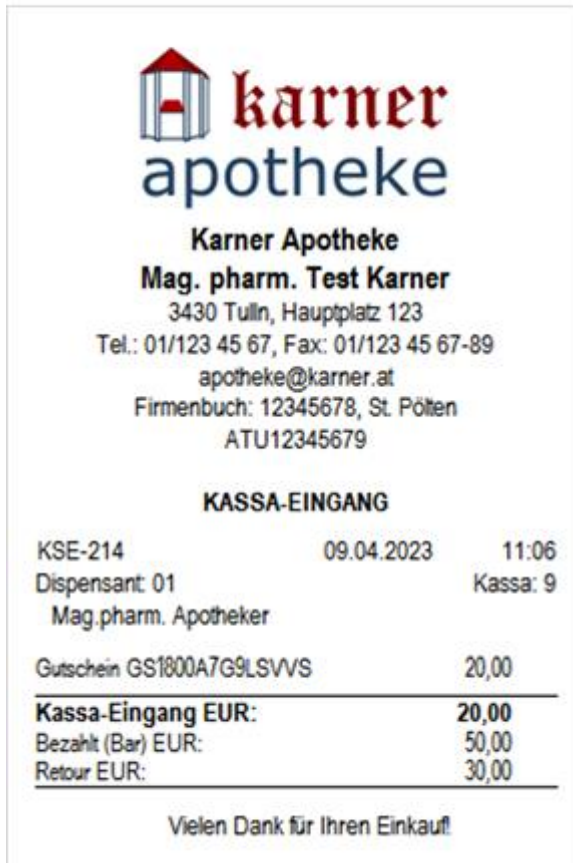 karner
apotheke
Karner Apotheke
Mag. pharm. Test Karner
3430 Tulln, Hauptplatz 123
Tel.: 01/123 45 67, Fax: 01/123 45 67-89
apotheke@karner.at
Firmenbuch: 12345678, St. Pölten
ATU12345679
KASSA-EINGANG
KSE-214 09.04.2023 11:06
Dispensant: 01 Kassa: 9
Mag.pharm. Apotheker
Gutschein GS1800A7G9LSVVS 20,00
Kassa-Eingang EUR: 20,00
Bezahlt (Bar) EUR: 50,00
Retour EUR: 30,00
Vielen Dank für Ihren Einkauf!